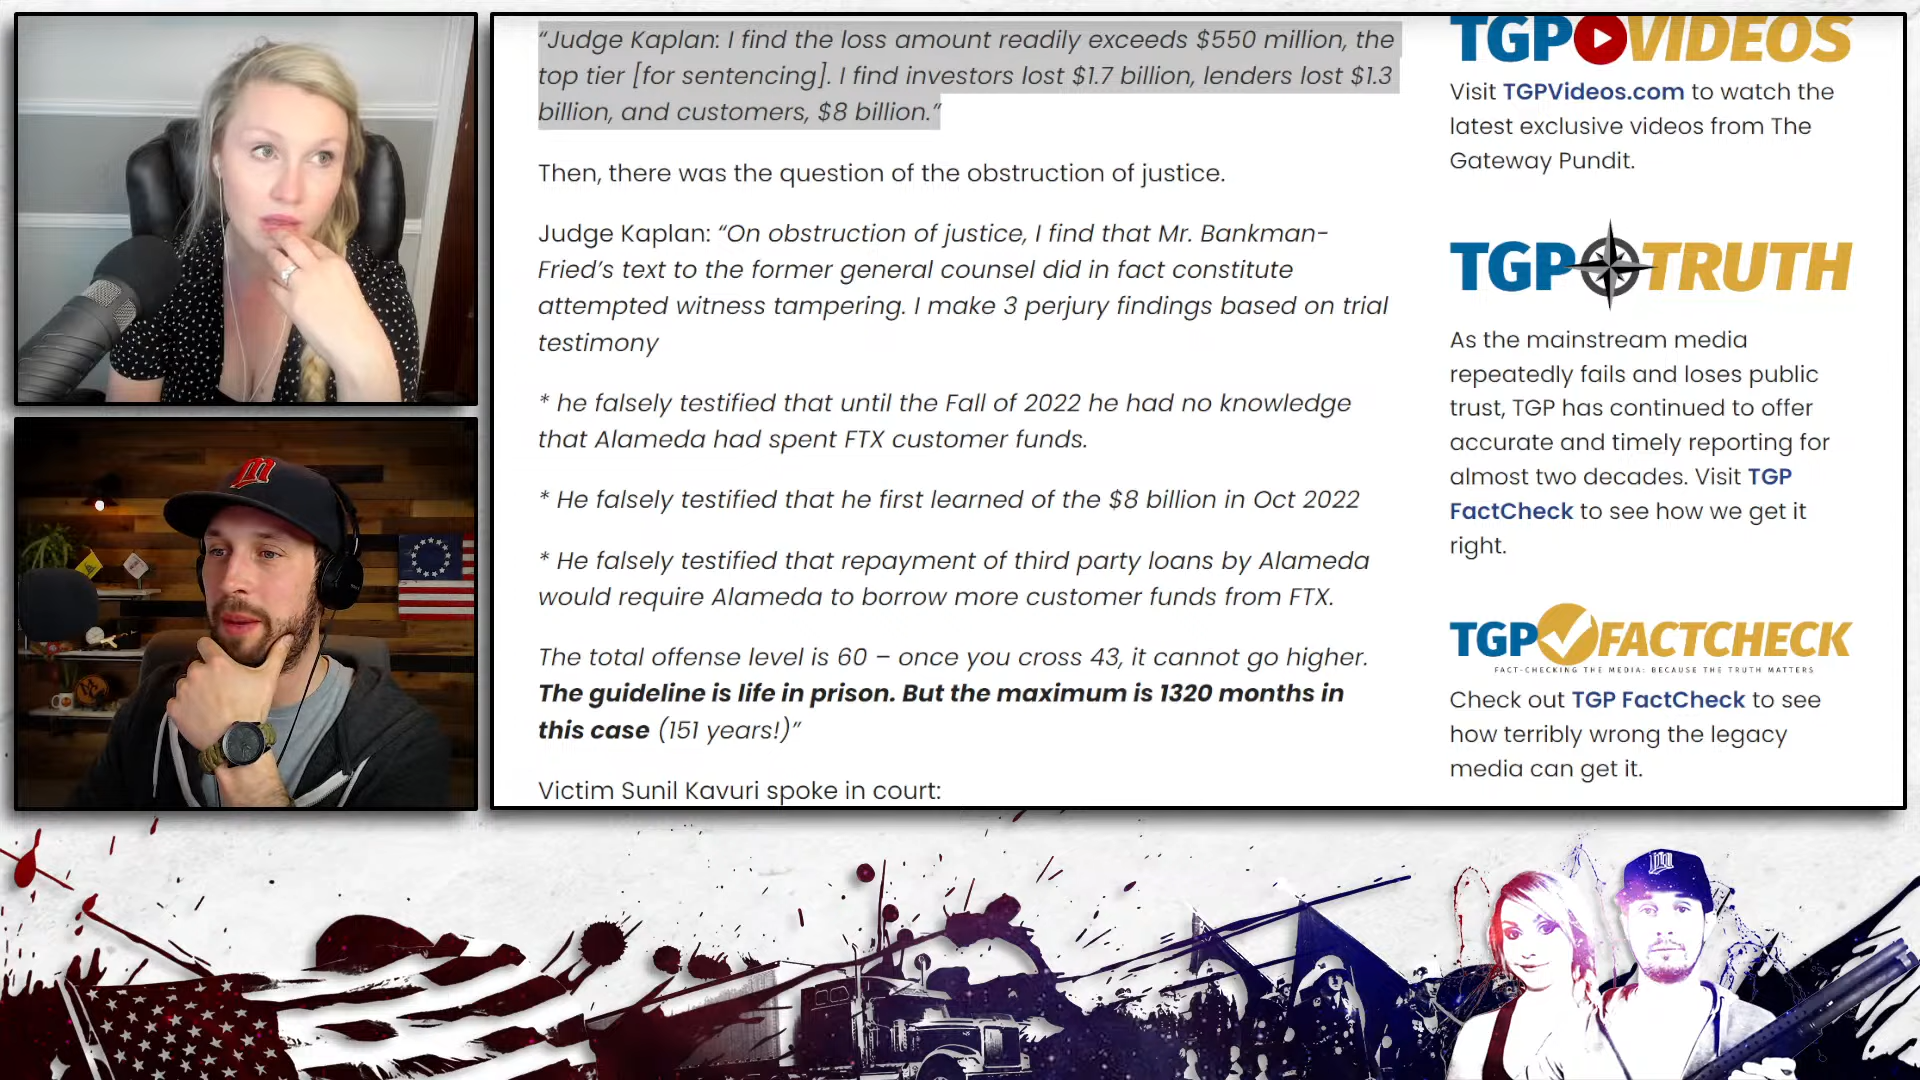 “Judge Kaplan: I find the loss amount readily exceeds $550 million, the
top tier [for sentencing]. I find investors lost $1.7 billion, lenders lost $1.3
billion, and customers, $8 billion.”
Then, there was the question of the obstruction of justice.
Judge Kaplan: “On obstruction of justice, I find that Mr. Bankman-
Fried’s text to the former general counsel did in fact constitute
attempted witness tampering. I make 3 perjury findings based on trial
testimony
* he falsely testified that until the Fall of 2022 he had no knowledge
that Alameda had spent FTX customer funds.
* He falsely testified that he first learned of the $8 billion in Oct 2022
* He falsely testified that repayment of third party loans by Alameda
would require Alameda to borrow more customer funds from FTX.
The total offense level is 60 – once you cross 43, it cannot go higher.
The guideline is life in prison. But the maximum is 1320 months in
this case (151 years!)”
Victim Sunil Kavuri spoke in court:
TGP VIDEOS
Visit TGPVideos.com to watch the
latest exclusive videos from The
Gateway Pundit.
TGP TRUTH
As the mainstream media
repeatedly fails and loses public
trust, TGP has continued to offer
accurate and timely reporting for
almost two decades. Visit TGP
FactCheck to see how we get it
right.
TGP FACTCHECK
FACT-CHECKING THE MEDIA: BECAUSE THE TRUTH MATTERS
Check out TGP FactCheck to see
how terribly wrong the legacy
media can get it.